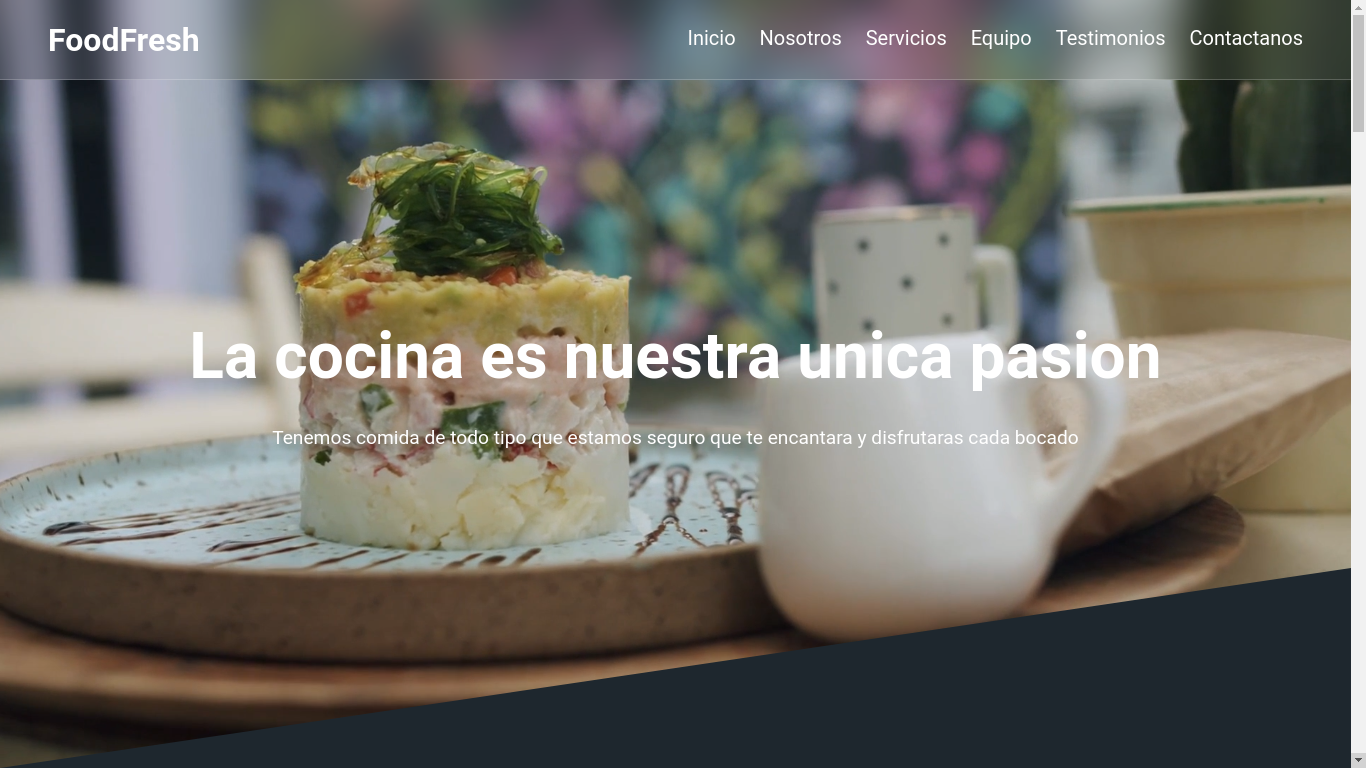 FoodFresh
Inicio Nosotros Servicios Equipo Testimonios Contactanos
La cocina es nuestra unica pasion
Tenemos comida de todo tipo que estamos seguro que te encantara y disfrutaras cada bocado